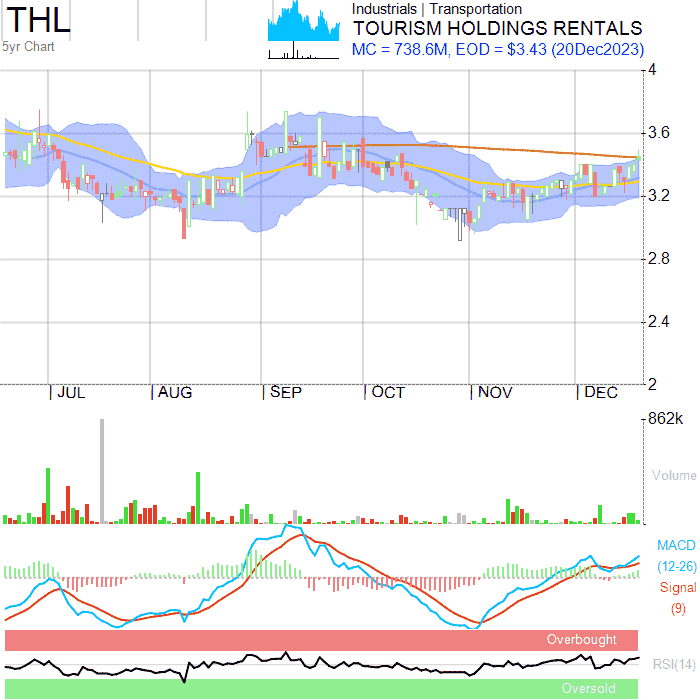 THL
5yr Chart
Industrials | Transportation
TOURISM HOLDINGS RENTALS
MC = 738.6M, EOD = $3.43 (20Dec2023)
4
3.6
3.2
2.8
2.4
2
JUL AUG SEP OCT NOV DEC
862k
Volume
MACD
(12-26)
Signal
(9)
Overbought
RSI(14)
Oversold